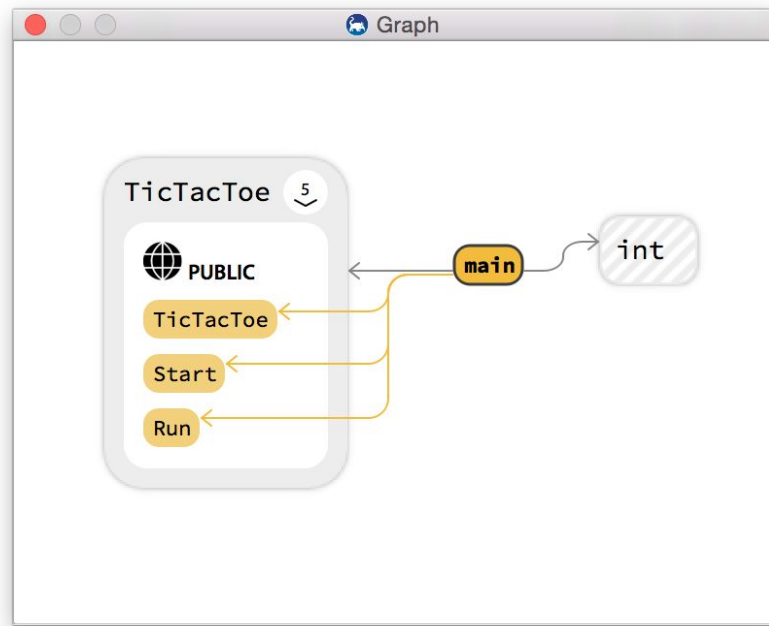 Graph
TicTacToe 5
PUBLIC
TicTacToe
Start
Run
main
int